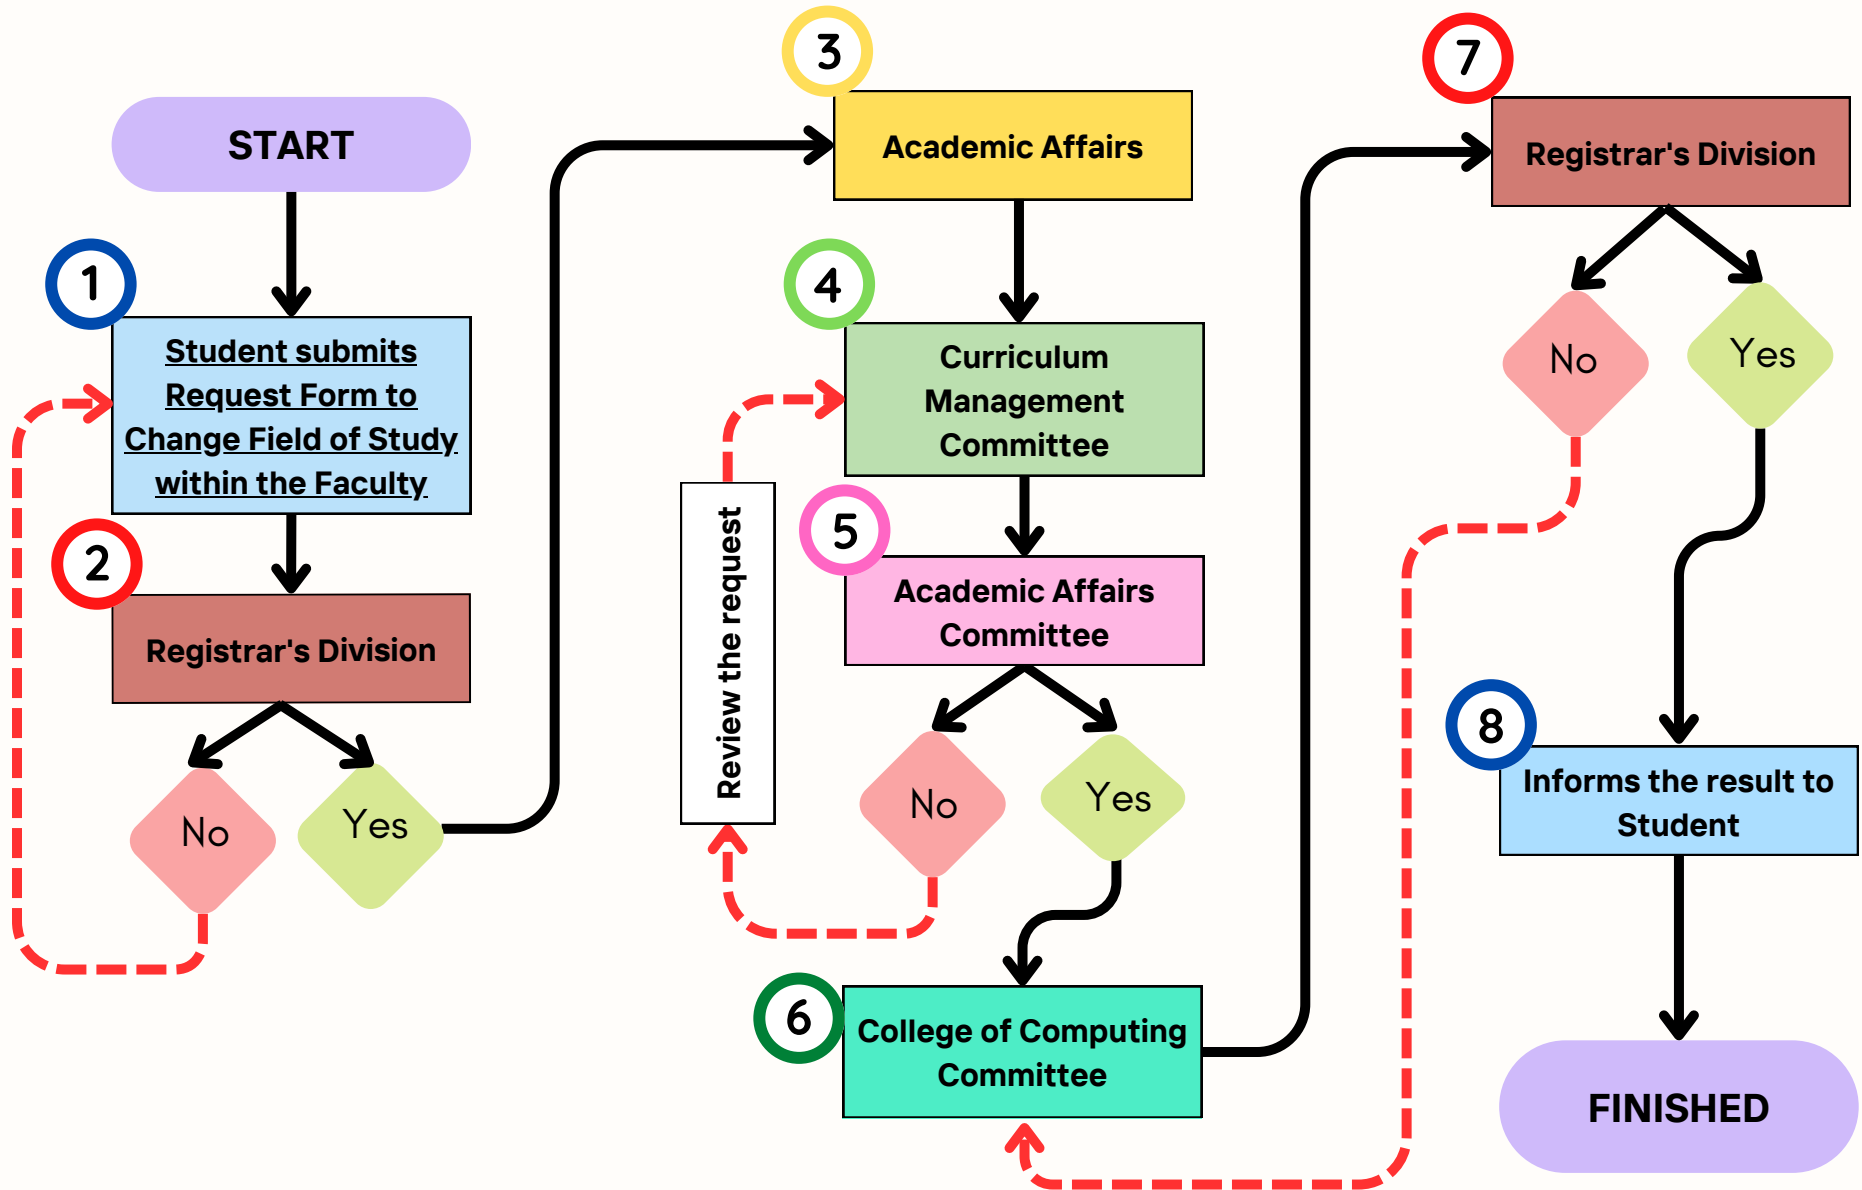 START
1
Student submits
Request Form to
Change Field of Study
within the Faculty
2
Registrar's Division
No
Yes
3
Academic Affairs
4
Curriculum
Management
Committee
Review the request
5
Academic Affairs
Committee
No
Yes
6
College of Computing
Committee
7
Registrar's Division
No
Yes
8
Informs the result to
Student
FINISHED